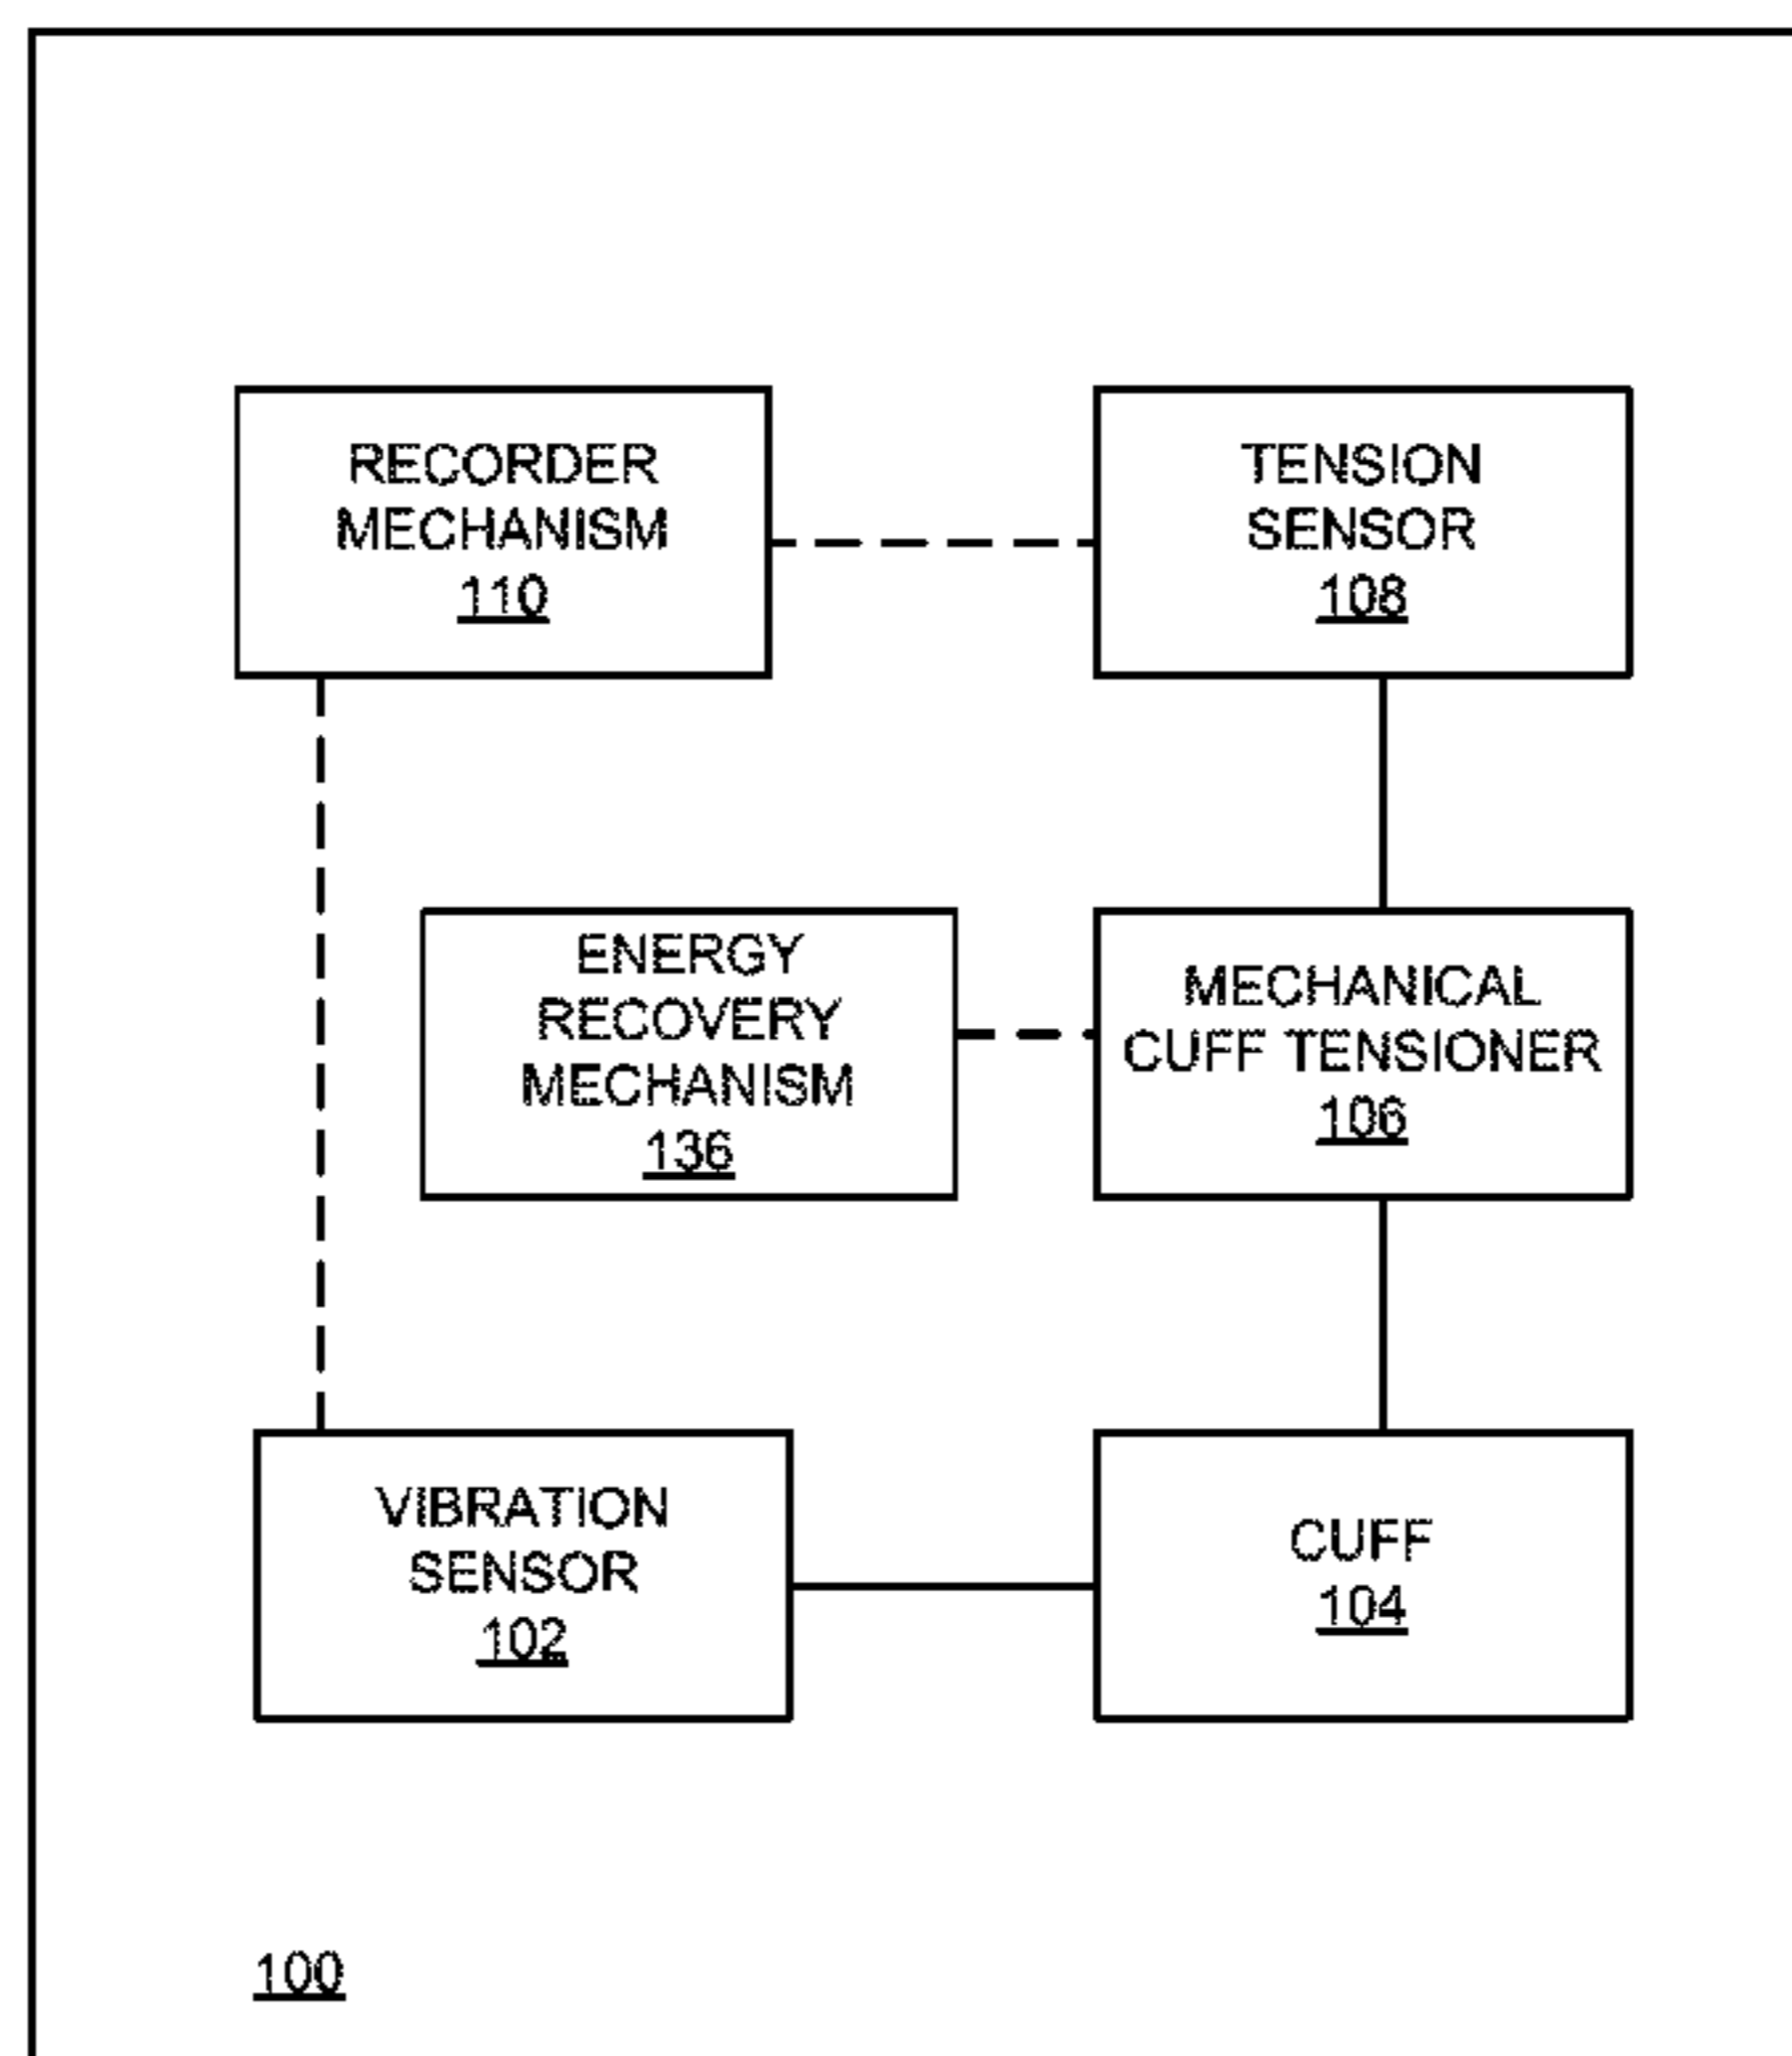 RECORDER
MECHANISM
110
TENSION
SENSOR
108
ENERGY
RECOVERY
MECHANISM
136
MECHANICAL
CUFF TENSIONER
106
VIBRATION
SENSOR
102
CUFF
104
100